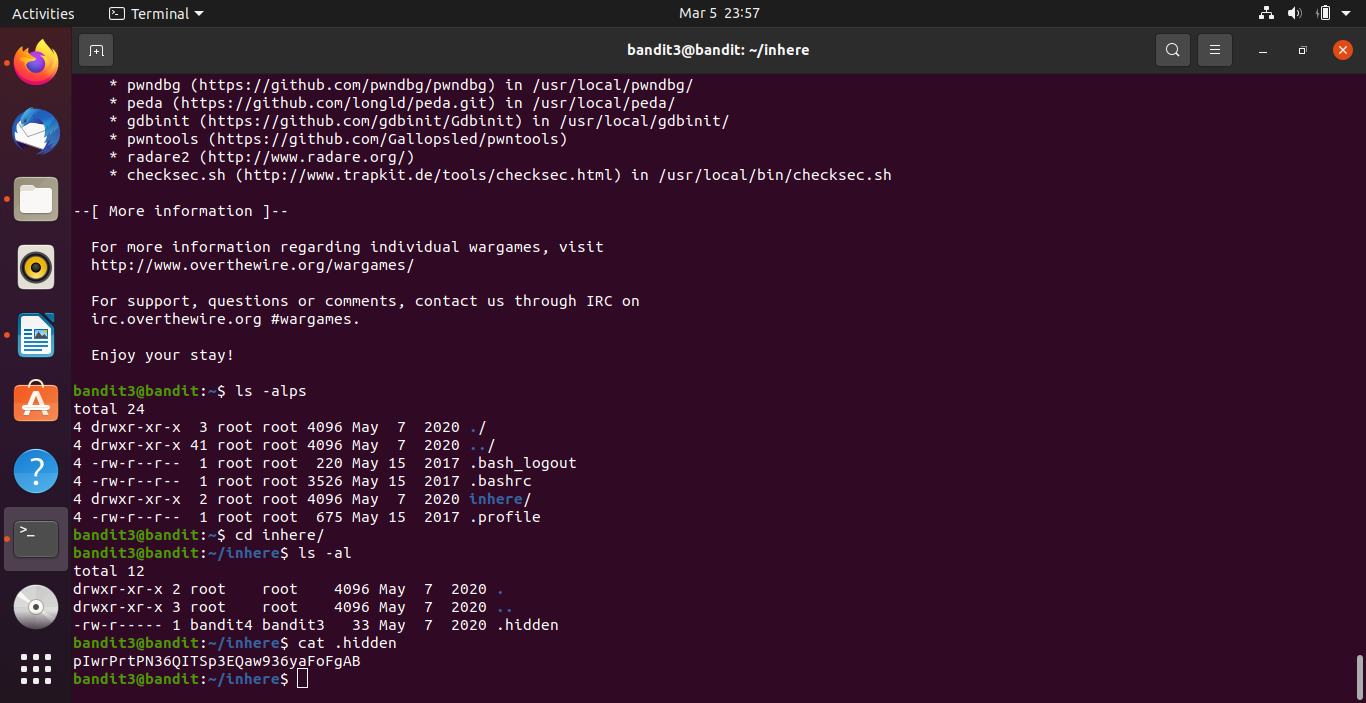 Activities Terminal Mar 5 23:57
bandit3@bandit: ~/inhere
* pwndbg (https://github.com/pwndbg/pwndbg) in /usr/local/pwndbg/
* peda (https://github.com/longld/peda.git) in /usr/local/peda/
* gdbinit (https://github.com/gdbinit/Gdbinit) in /usr/local/gdbinit/
* pwntools (https://github.com/Gallopsled/pwntools)
* radare2 (http://www.radare.org/)
* checksec.sh (http://www.trapkit.de/tools/checksec.html) in /usr/local/bin/checksec.sh
--[ More information ]--
For more information regarding individual wargames, visit
http://www.overthewire.org/wargames/
For support, questions or comments, contact us through IRC on
irc.overthewire.org #wargames.
Enjoy your stay!
bandit3@bandit:~$ ls -alps
total 24
4 drwxr-xr-x  3 root root 4096 May  7  2020 ./
4 drwxr-xr-x 41 root root 4096 May  7  2020 ../
4 -rw-r--r--  1 root root  220 May 15  2017 .bash_logout
4 -rw-r--r--  1 root root 3526 May 15  2017 .bashrc
4 drwxr-xr-x  2 root root 4096 May  7  2020 inhere/
4 -rw-r--r--  1 root root  675 May 15  2017 .profile
bandit3@bandit:~$ cd inhere/
bandit3@bandit:~/inhere$ ls -al
total 12
drwxr-xr-x 2 root    root    4096 May  7  2020 .
drwxr-xr-x 3 root    root    4096 May  7  2020 ..
-rw-r----- 1 bandit4 bandit3   33 May  7  2020 .hidden
bandit3@bandit:~/inhere$ cat .hidden
pIwrPrtPN36QITSp3EQaw936yaFoFgAB
bandit3@bandit:~/inhere$